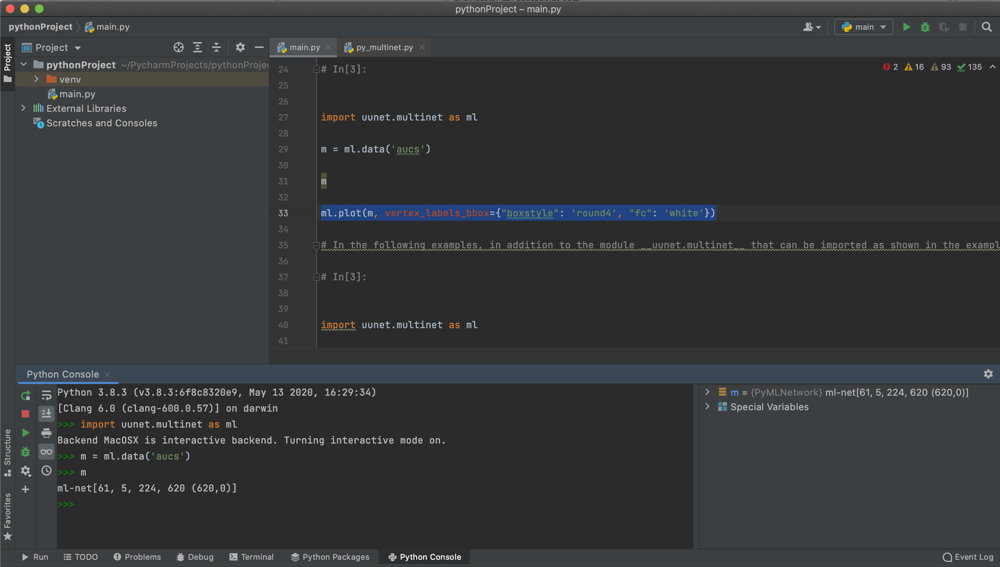 pythonProject – main.py
pythonProject main.py
main
Project
Project
pythonProject ~/PycharmProjects/pythonProjec
venv
main.py
External Libraries
Scratches and Consoles
main.py
py_multinet.py
2 16 93 135
24 # In[3]:
25
26
27 import uunet.multinet as ml
28
29 m = ml.data('aucs')
30
31 m
32
33 ml.plot(m, vertex_labels_bbox={"boxstyle": 'round4', "fc": 'white'})
34
35 # In the following examples, in addition to the module __uunet.multinet__ that can be imported as shown in the exampl
36
37 # In[3]:
38
39
40 import uunet.multinet as ml
41
Python Console
Python 3.8.3 (v3.8.3:6f8c8320e9, May 13 2020, 16:29:34)
[Clang 6.0 (clang-600.0.57)] on darwin
>>> import uunet.multinet as ml
Backend MacOSX is interactive backend. Turning interactive mode on.
>>> m = ml.data('aucs')
>>> m
ml-net[61, 5, 224, 620 (620,0)]
>>>
m = {PyMLNetwork} ml-net[61, 5, 224, 620 (620,0)]
Special Variables
Structure
Favorites
Run TODO Problems Debug Terminal Python Packages Python Console Event Log